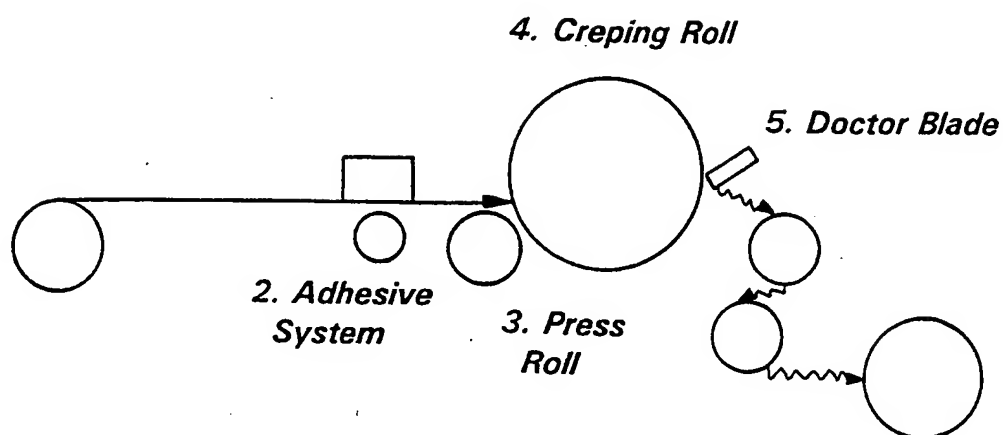 4. Creping Roll
5. Doctor Blade
2. Adhesive
System
3. Press
Roll